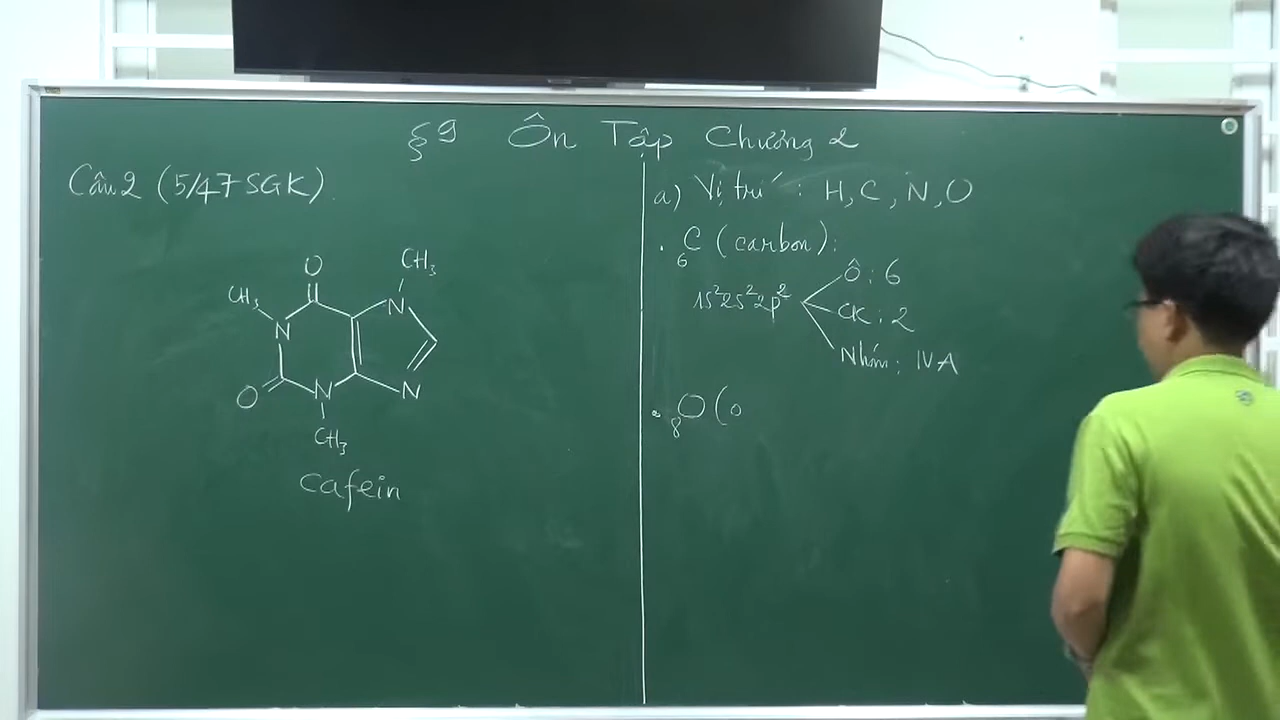 §9 Ôn Tập Chương 2
Câu 2 (5/47 SGK).
O
CH₃
CH₃
N
N
O
N
N
CH₃
cafein
a) Vị trí : H, C, N, O
. ₆C (carbon):
1s²2s²2p²
Ô : 6
CK : 2
Nhóm : IVA
. ₈O (o